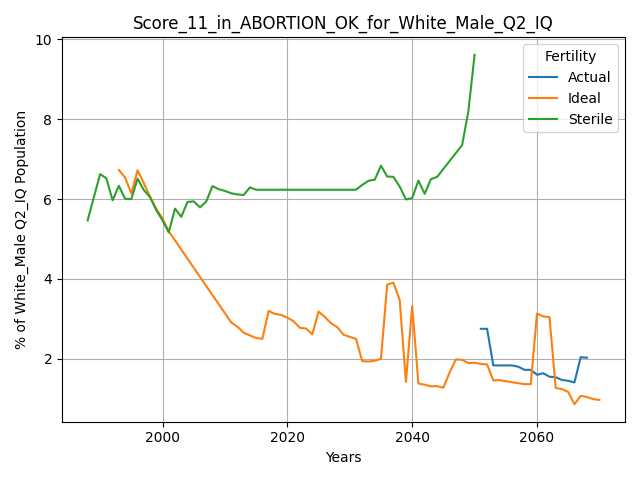 Score_11_in_ABORTION_OK_for_White_Male_Q2_IQ
% of White_Male Q2_IQ Population
10
8
6
4
2
Fertility
Actual
Ideal
Sterile
2000
2020
2040
2060
Years